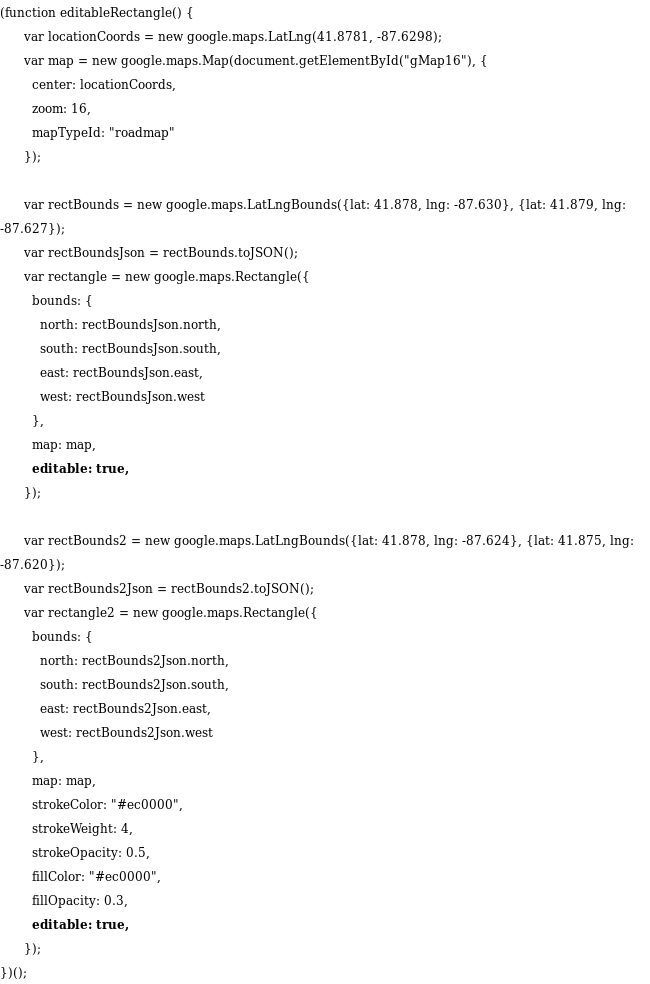 (function editableRectangle() {
var locationCoords = new google.maps.LatLng(41.8781, -87.6298);
var map = new google.maps.Map(document.getElementById("gMap16"), {
center: locationCoords,
zoom: 16,
mapTypeId: "roadmap"
});
var rectBounds = new google.maps.LatLngBounds({lat: 41.878, lng: -87.630}, {lat: 41.879, lng:
-87.627});
var rectBoundsJson = rectBounds.toJSON();
var rectangle = new google.maps.Rectangle({
bounds: {
north: rectBoundsJson.north,
south: rectBoundsJson.south,
east: rectBoundsJson.east,
west: rectBoundsJson.west
},
map: map,
editable: true,
});
var rectBounds2 = new google.maps.LatLngBounds({lat: 41.878, lng: -87.624}, {lat: 41.875, lng:
-87.620});
var rectBounds2Json = rectBounds2.toJSON();
var rectangle2 = new google.maps.Rectangle({
bounds: {
north: rectBounds2Json.north,
south: rectBounds2Json.south,
east: rectBounds2Json.east,
west: rectBounds2Json.west
},
map: map,
strokeColor: "#ec0000",
strokeWeight: 4,
strokeOpacity: 0.5,
fillColor: "#ec0000",
fillOpacity: 0.3,
editable: true,
});
})();